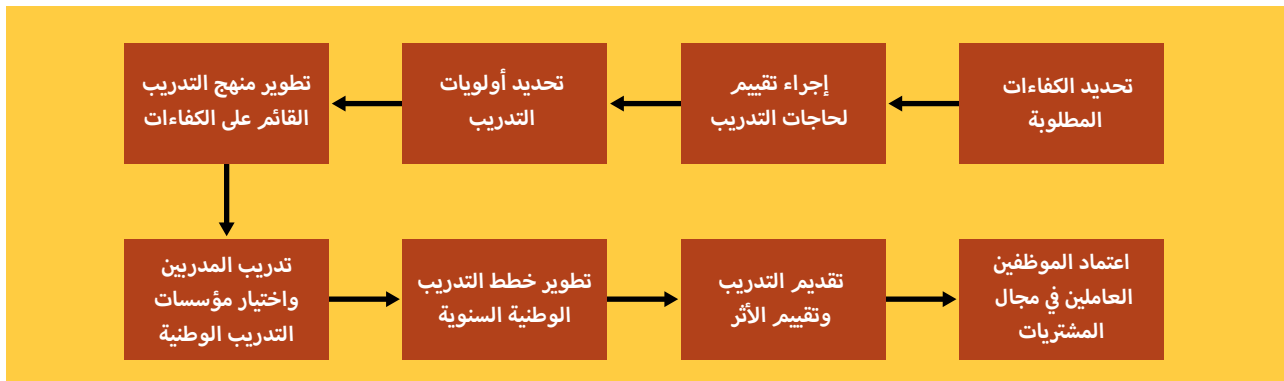 تحديد الكفاءات
المطلوبة
إجراء تقييم
لحاجات التدريب
تحديد أولويات
التدريب
تطوير منهج التدريب
القائم على الكفاءات
تدريب المدربين
واختيار مؤسسات
التدريب الوطنية
تطوير خطط التدريب
الوطنية السنوية
تقديم التدريب
وتقييم الأثر
اعتماد الموظفين
العاملين في مجال
المشتريات